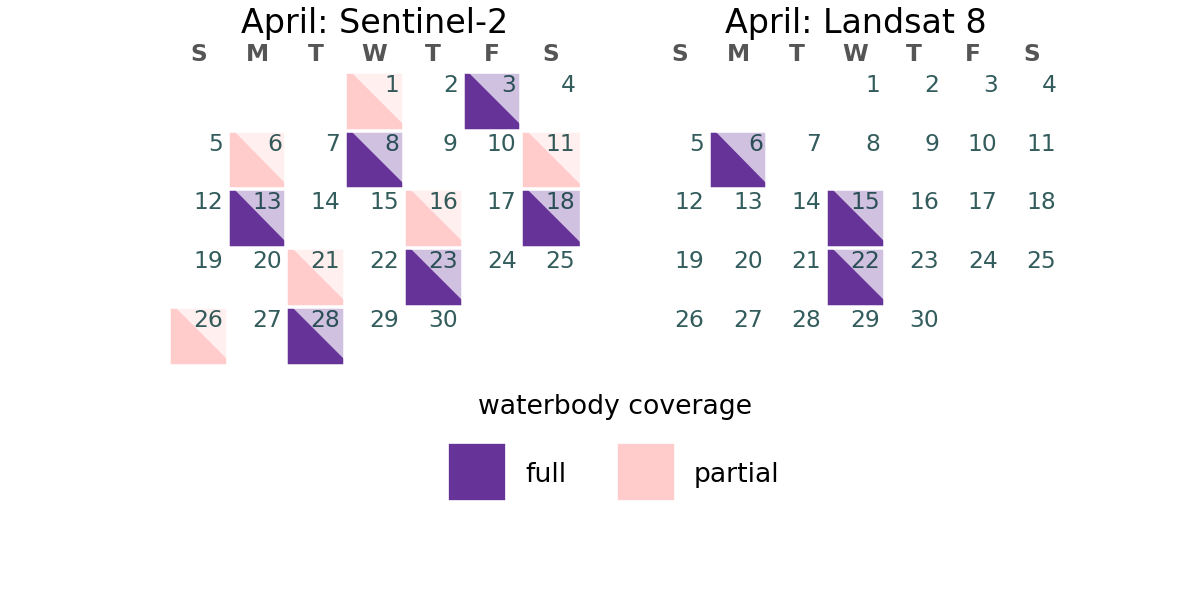 April: Sentinel-2
S M T W T F S
1 2 3 4
5 6 7 8 9 10 11
12 13 14 15 16 17 18
19 20 21 22 23 24 25
26 27 28 29 30
April: Landsat 8
S M T W T F S
1 2 3 4
5 6 7 8 9 10 11
12 13 14 15 16 17 18
19 20 21 22 23 24 25
26 27 28 29 30
waterbody coverage
full partial